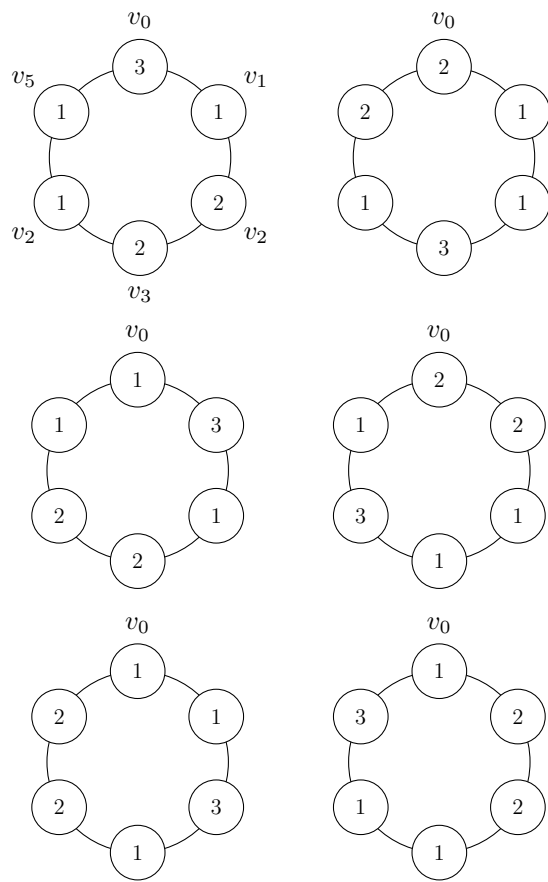 v₀ v₀
3 2
v₅ v₁
1 1 2 1
1 2 1 1
v₂ v₂
2 3
v₃
v₀ v₀
1 2
1 3 1 2
2 1 3 1
2 1
v₀ v₀
1 1
2 1 3 2
2 3 1 2
1 1